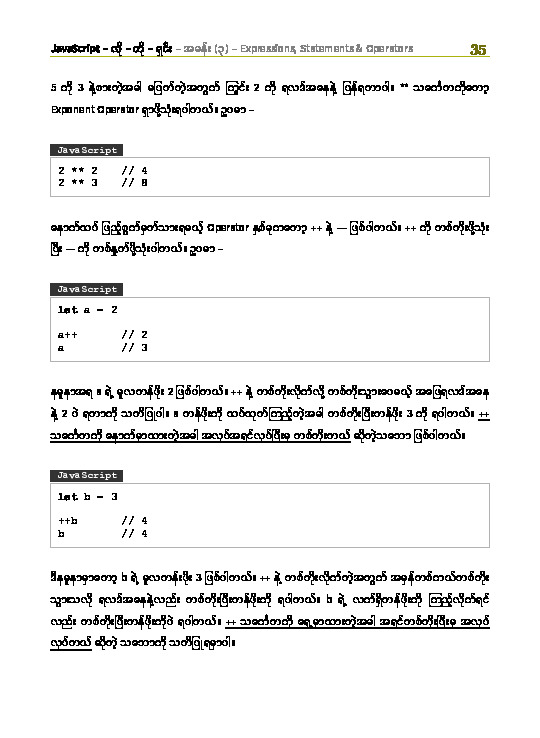 JavaScript – လို – တို – ရှင်း – အခန်း (၃) – Expressions, Statements & Operators 35
5 ကို 3 နဲ့စားတဲ့အခါ မပြတ်တဲ့အတွက် ကြွင်း 2 ကို ရလဒ်အနေနဲ့ ပြန်ရတာပါ။ ** သင်္ကေတကိုတော့
Exponent Operator ရှာဖို့သုံးရပါတယ်။ ဥပမာ –
JavaScript
2 ** 2 // 4
2 ** 3 // 8
နောက်ထပ် ဖြည့်စွက်မှတ်သားရမယ့် Operator နှစ်ခုကတော့ ++ နဲ့ -- ဖြစ်ပါတယ်။ ++ ကို တစ်တိုးဖို့သုံး
ပြီး -- ကို တစ်နှုတ်ဖို့သုံးပါတယ်။ ဥပမာ –
JavaScript
let a = 2
a++ // 2
a // 3
နမူနာအရ a ရဲ့ မူလတန်ဖိုး 2 ဖြစ်ပါတယ်။ ++ နဲ့ တစ်တိုးလိုက်လို့ တစ်တိုးသွားပေမယ့် အဖြေရလဒ်အနေ
နဲ့ 2 ပဲ ရတာကို သတိပြုပါ။ a တန်ဖိုးကို ထပ်ထုတ်ကြည့်တဲ့အခါ တစ်တိုးပြီးတန်ဖိုး 3 ကို ရပါတယ်။ ++
သင်္ကေတကို နောက်မှာထားတဲ့အခါ အလုပ်အရင်လုပ်ပြီးမှ တစ်တိုးတယ် ဆိုတဲ့သဘော ဖြစ်ပါတယ်။
JavaScript
let b = 3
++b // 4
b // 4
ဒီနမူနာမှာတော့ b ရဲ့ မူလတန်းဖိုး 3 ဖြစ်ပါတယ်။ ++ နဲ့ တစ်တိုးလိုက်တဲ့အတွက် အမှန်တစ်ကယ်တစ်တိုး
သွားသလို ရလဒ်အနေနဲ့လည်း တစ်တိုးပြီးတန်ဖိုးကို ရပါတယ်။ b ရဲ့ လက်ရှိတန်ဖိုးကို ကြည့်လိုက်ရင်
လည်း တစ်တိုးပြီးတန်ဖိုးကိုပဲ ရပါတယ်။ ++ သင်္ကေတကို ရှေ့မှာထားတဲ့အခါ အရင်တစ်တိုးပြီးမှ အလုပ်
လုပ်တယ် သဘောကို သတိပြုရမှာပါ။